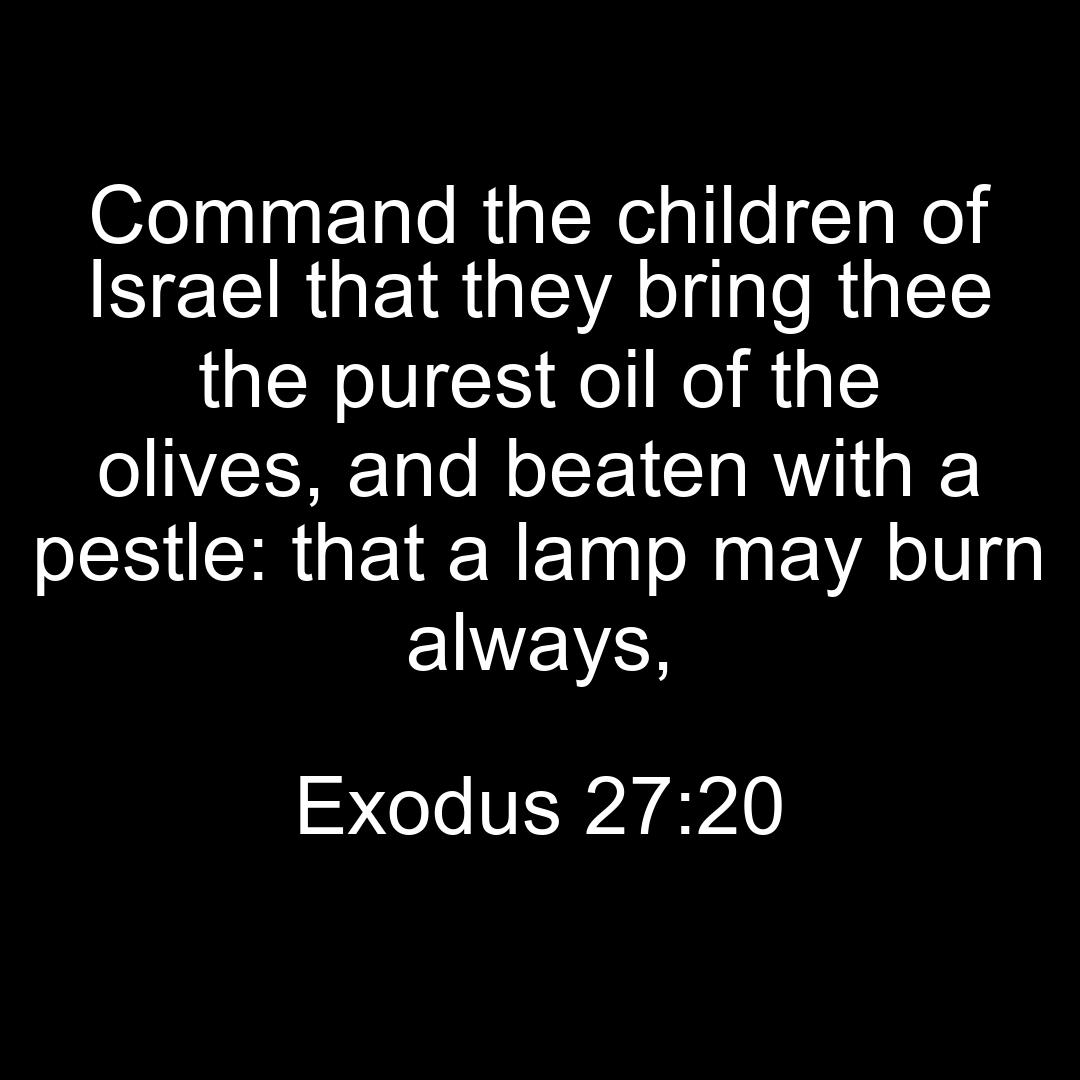 Command the children of
Israel that they bring thee
the purest oil of the
olives, and beaten with a
pestle: that a lamp may burn
always,
Exodus 27:20